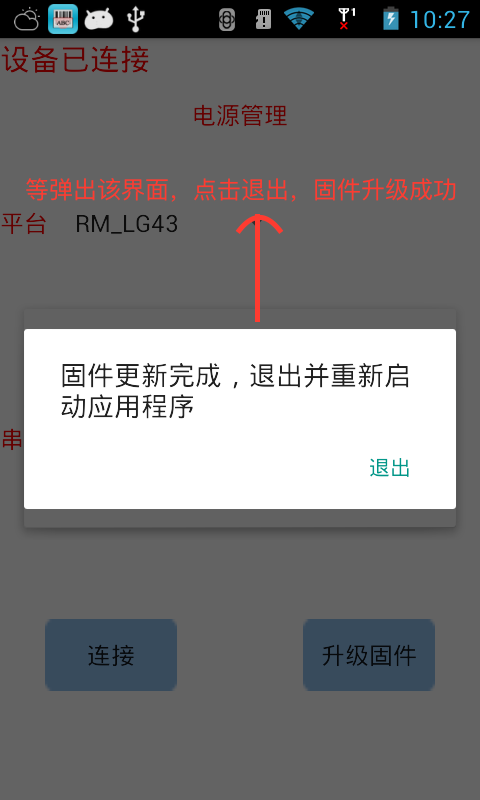 10:27
设备已连接
电源管理
等弹出该界面，点击退出，固件升级成功
平台 RM_LG43
固件更新完成，退出并重新启
动应用程序
串
退出
连接
升级固件